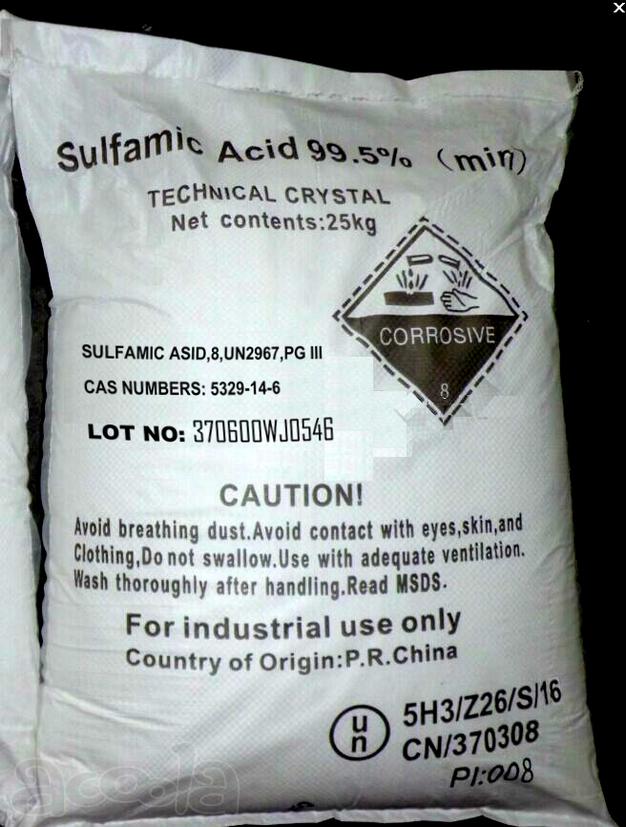 Sulfamic Acid 99.5% (min)
TECHNICAL CRYSTAL
Net contents:25kg
CORROSIVE
8
SULFAMIC ASID,8,UN2967,PG III
CAS NUMBERS: 5329-14-6
LOT NO: 370600WJ0546
CAUTION!
Avoid breathing dust.Avoid contact with eyes,skin,and
Clothing,Do not swallow.Use with adequate ventilation.
Wash thoroughly after handling.Read MSDS.
For industrial use only
Country of Origin:P.R.China
un
5H3/Z26/S/16
CN/370308
PI:008
acoola